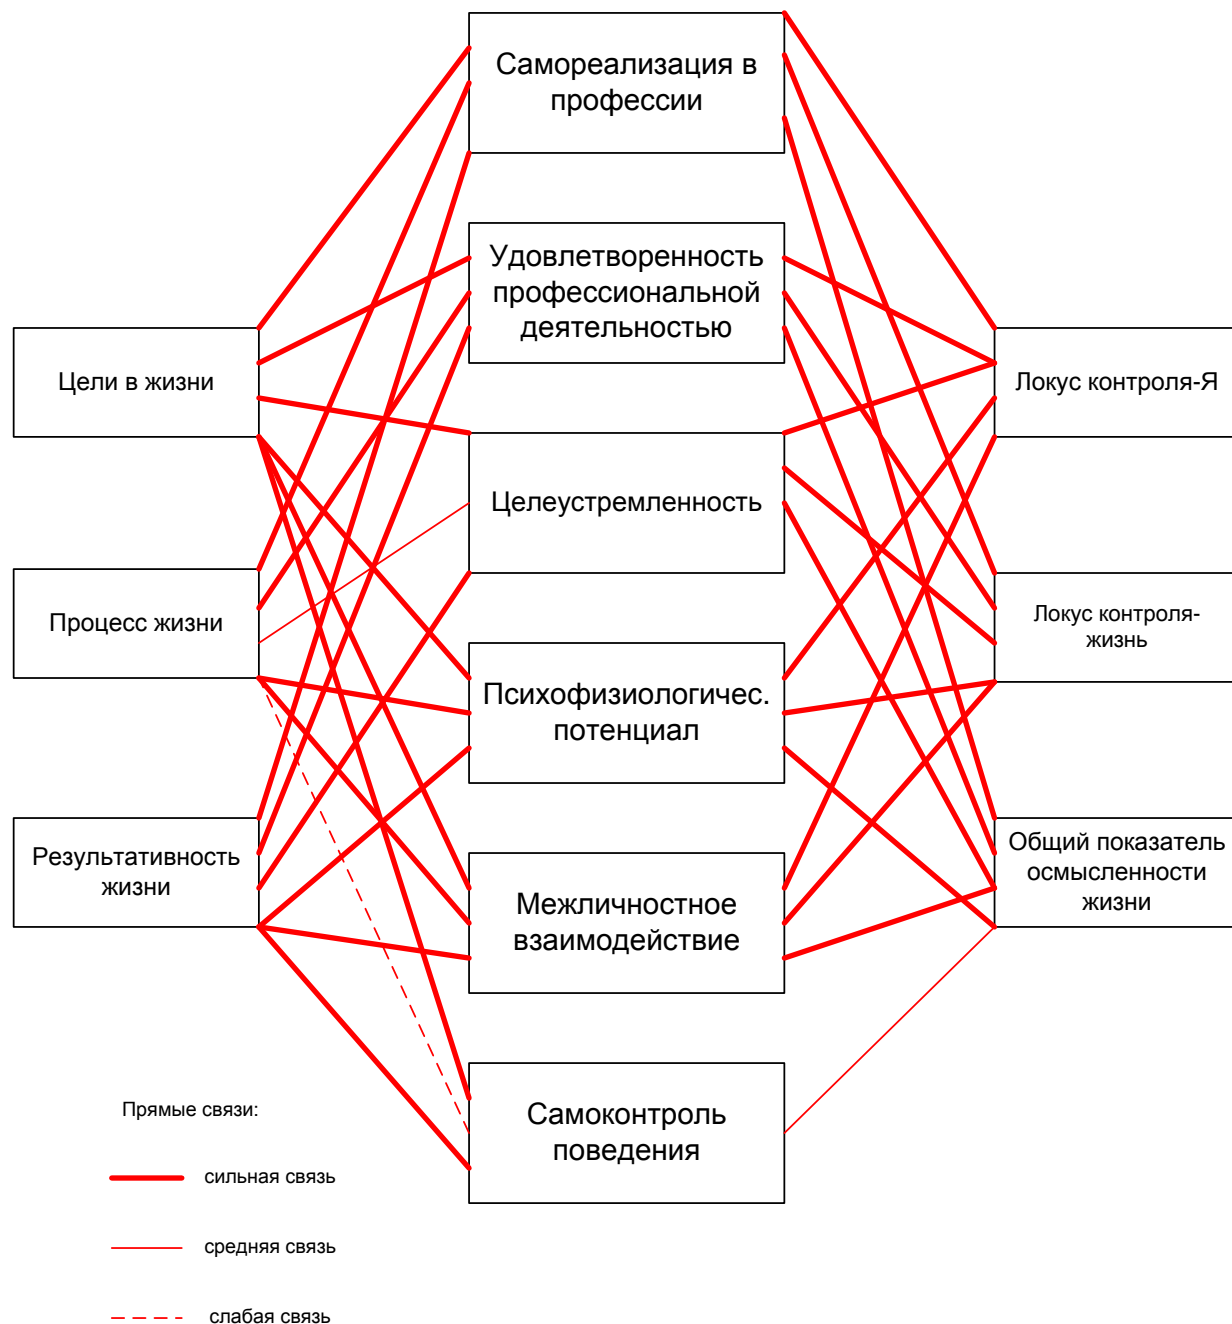 Самореализация в
профессии
Удовлетворенность
профессиональной
деятельностью
Цели в жизни
Локус контроля-Я
Целеустремленность
Процесс жизни
Локус контроля-
жизнь
Психофизиологичес.
потенциал
Результативность
жизни
Общий показатель
осмысленности
жизни
Межличностное
взаимодействие
Самоконтроль
поведения
Прямые связи:
сильная связь
средняя связь
слабая связь